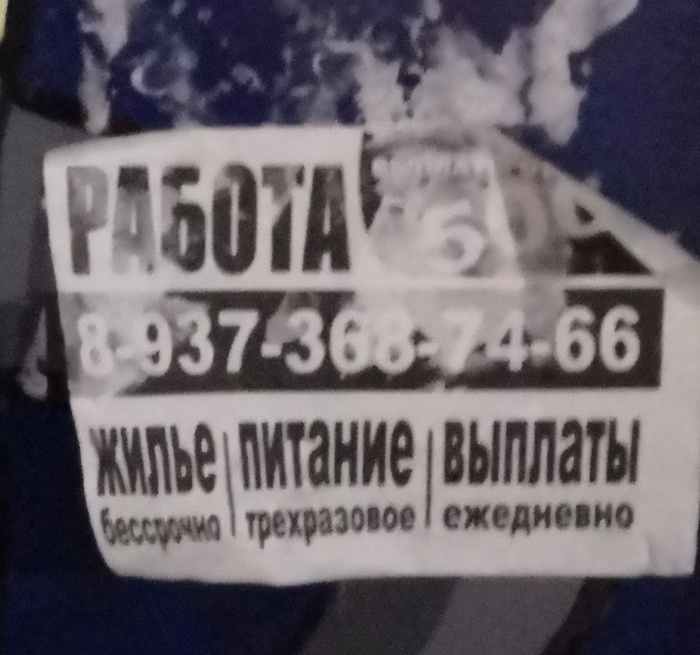 РАБОТА
8-937-368-74-66
жилье | питание | выплаты
бессрочно | трехразовое | ежедневно